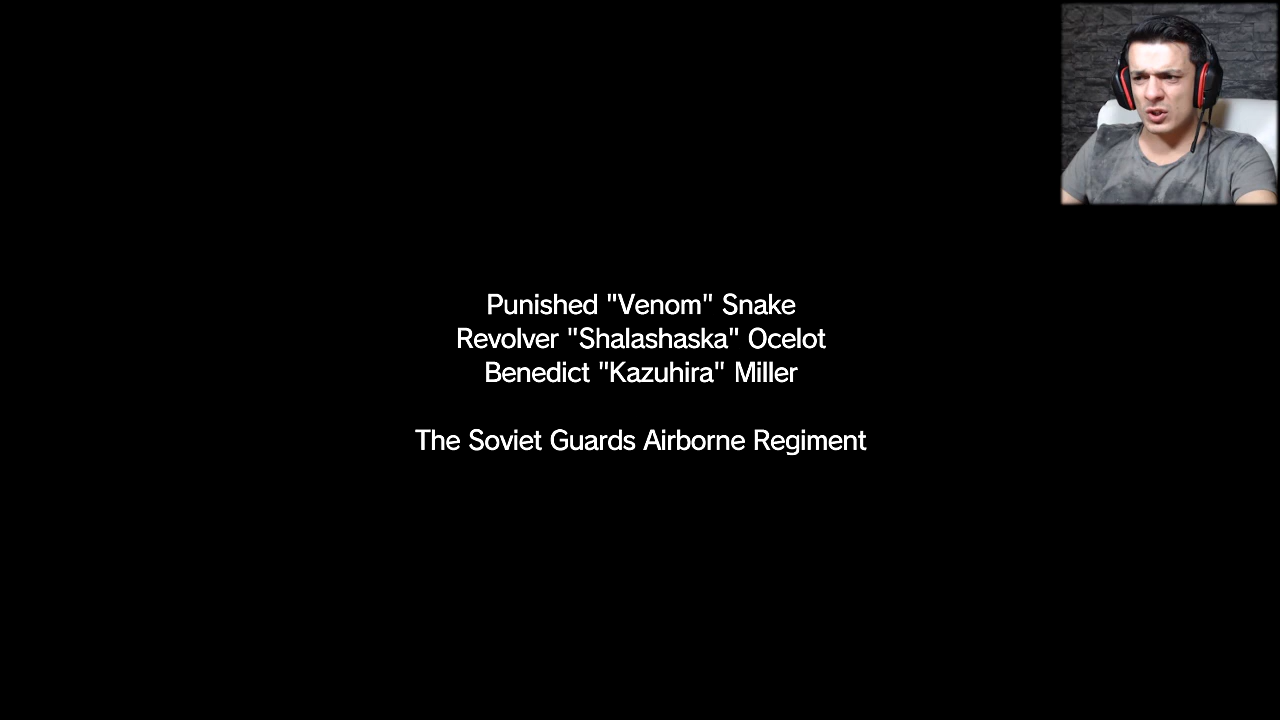 Punished "Venom" Snake
Revolver "Shalashaska" Ocelot
Benedict "Kazuhira" Miller
The Soviet Guards Airborne Regiment